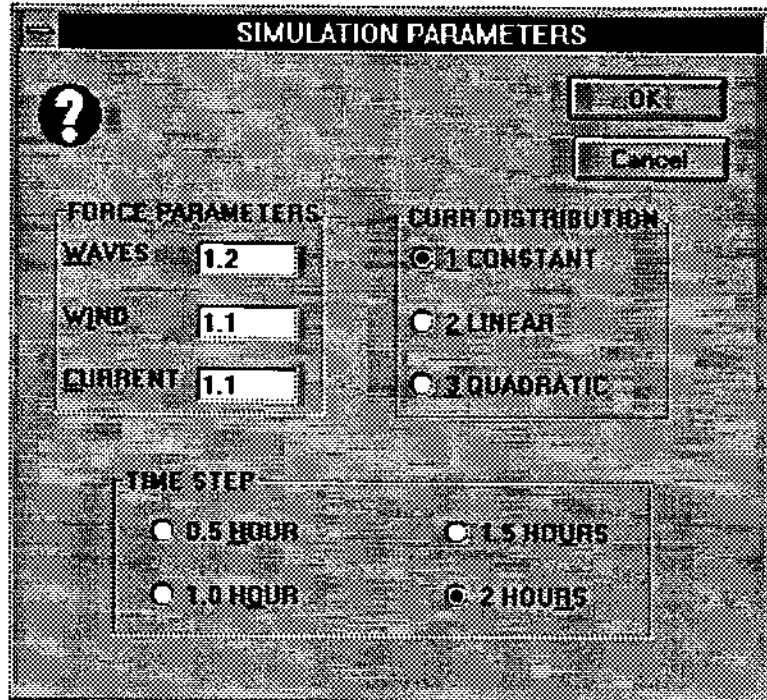 SIMULATION PARAMETERS
?
OK
Cancel
FORCE PARAMETERS
WAVES 1.2
WIND 1.1
CURRENT 1.1
CURR DISTRIBUTION
1 CONSTANT
2 LINEAR
3 QUADRATIC
TIME STEP
0.5 HOUR
1.5 HOURS
1.0 HOUR
2 HOURS